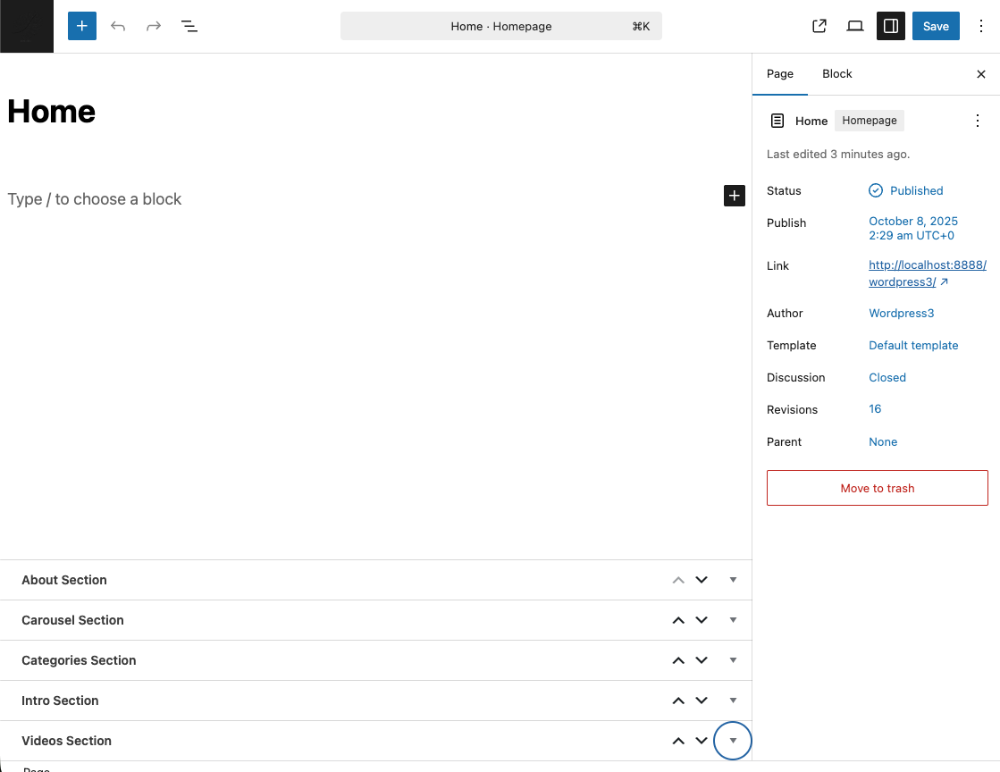 Home · Homepage ⌘K
Save
Page Block
Home
Type / to choose a block
Home Homepage
Last edited 3 minutes ago.
Status Published
Publish October 8, 2025
2:29 am UTC+0
Link http://localhost:8888/
wordpress3/ ↗
Author Wordpress3
Template Default template
Discussion Closed
Revisions 16
Parent None
Move to trash
About Section
Carousel Section
Categories Section
Intro Section
Videos Section
Page